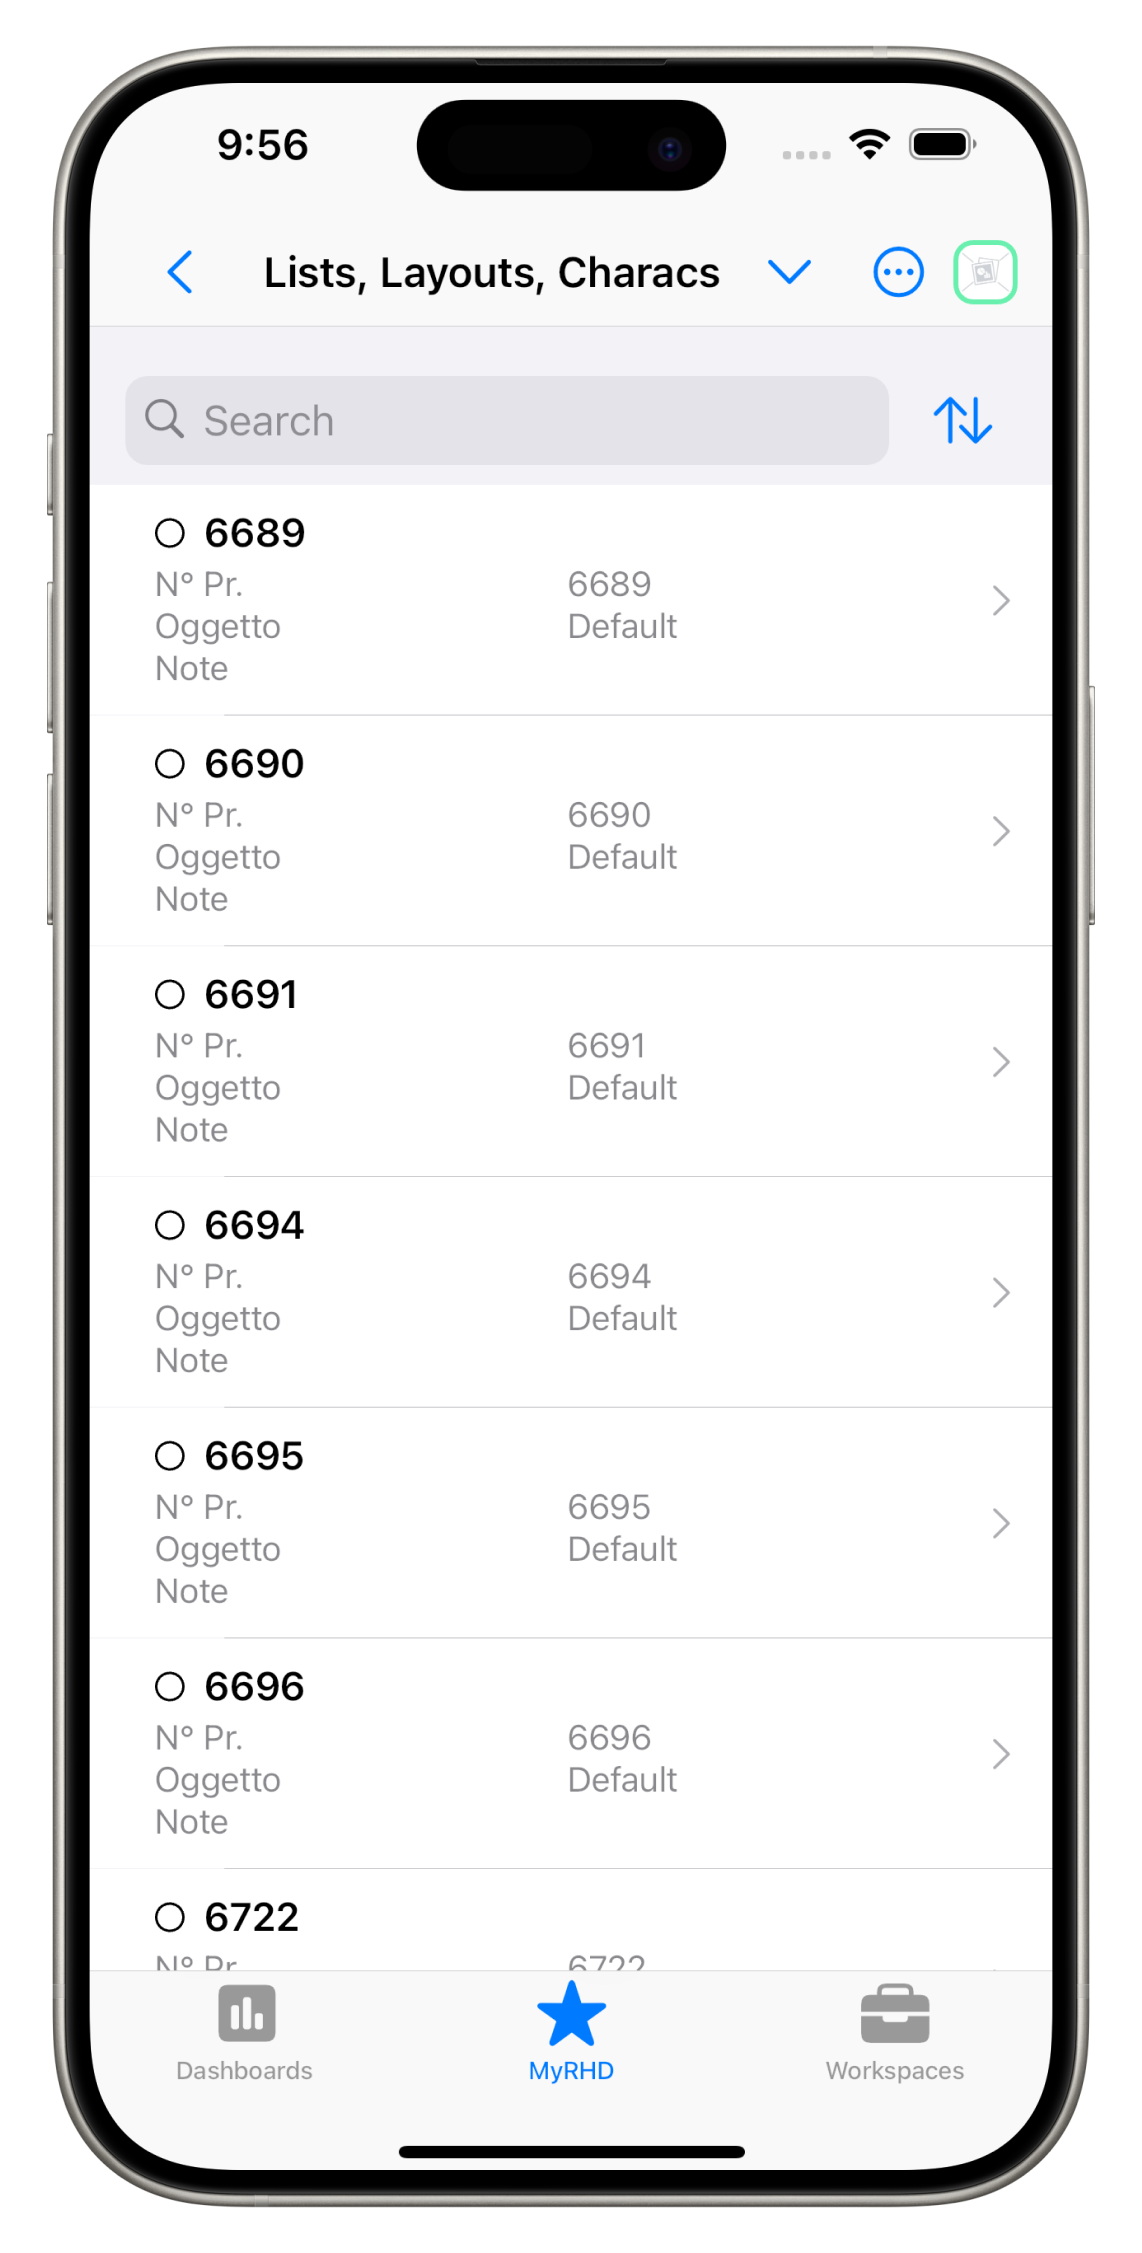 9:56
Lists, Layouts, Characs
Search
6689
N° Pr. 6689
Oggetto Default
Note
6690
N° Pr. 6690
Oggetto Default
Note
6691
N° Pr. 6691
Oggetto Default
Note
6694
N° Pr. 6694
Oggetto Default
Note
6695
N° Pr. 6695
Oggetto Default
Note
6696
N° Pr. 6696
Oggetto Default
Note
6722
N° Pr. 6722
Dashboards MyRHD Workspaces